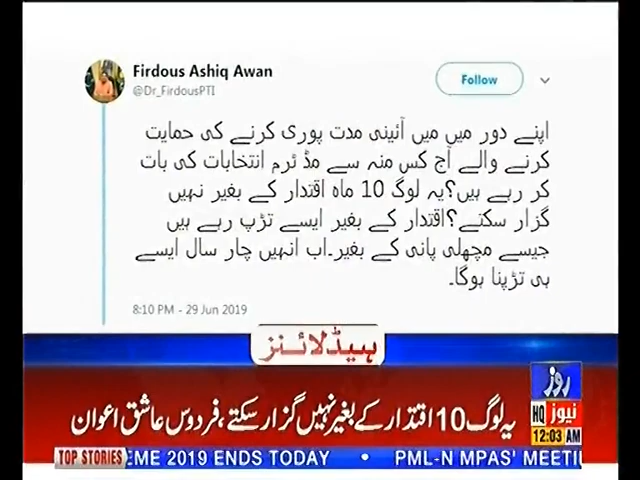 Firdous Ashiq Awan
@Dr_FirdousPTI
Follow
اپنے دور میں میں آئینی مدت پوری کرنے کی حمایت
کرنے والے آج کس منہ سے مڈ ٹرم انتخابات کی بات
کر رہے ہیں؟یہ لوگ 10 ماہ اقتدار کے بغیر نہیں
گزار سکتے؟اقتدار کے بغیر ایسے تڑپ رہے ہیں
جیسے مچھلی پانی کے بغیر۔اب انہیں چار سال ایسے
ہی تڑپنا ہوگا۔
8:10 PM - 29 Jun 2019
ہیڈلائنز
روز
نیوز
HQ
یہ لوگ 10 اقتدار کے بغیر نہیں گزار سکتے، فردوس عاشق اعوان
12:03 AM
TOP STORIES
EME 2019 ENDS TODAY • PML-N MPAS' MEETI